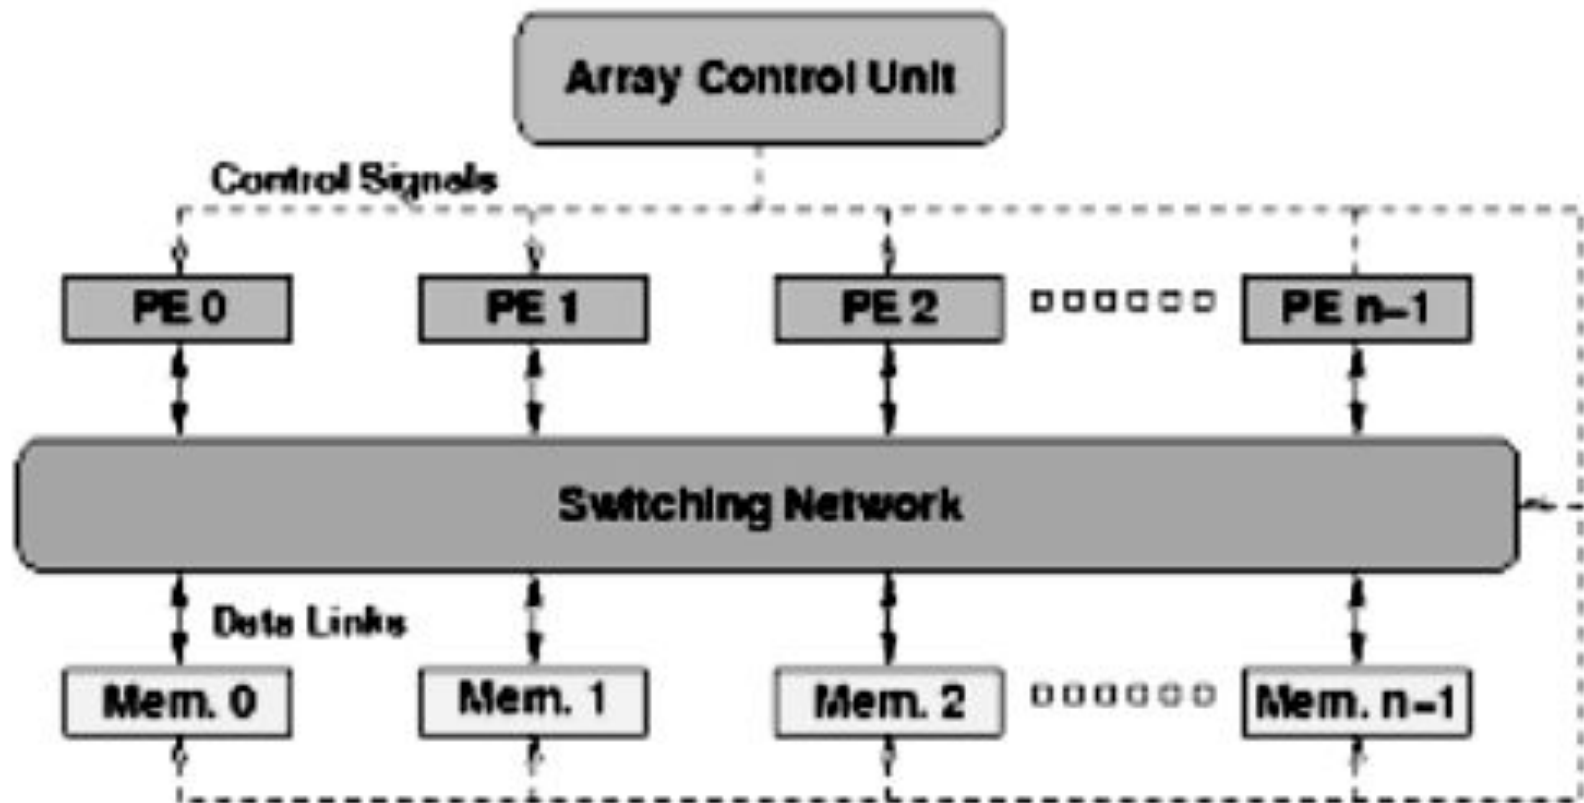 Array Control Unit
Control Signals
PE 0 PE 1 PE 2 PE n-1
Switching Network
Data Links
Mem. 0 Mem. 1 Mem. 2 Mem. n-1